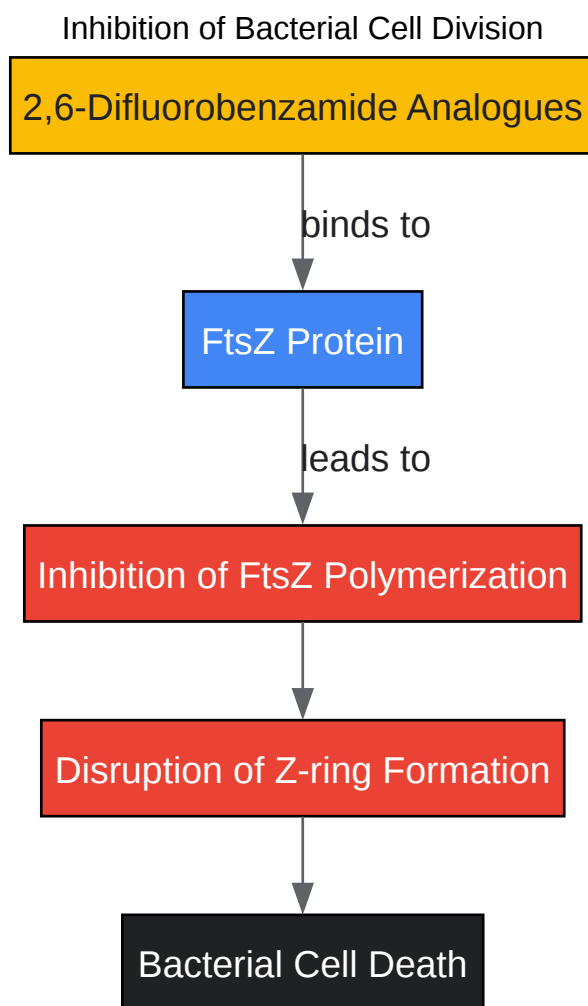 Inhibition of Bacterial Cell Division
2,6-Difluorobenzamide Analogues
binds to
FtsZ Protein
leads to
Inhibition of FtsZ Polymerization
Disruption of Z-ring Formation
Bacterial Cell Death